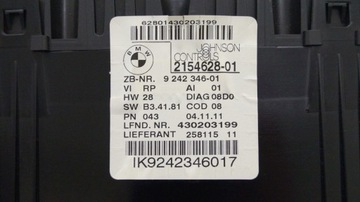 62801430203199
BMW
JOHNSON
CONTROLS
2154628-01
ZB-NR. 9 242 346-01
VI RP AI 01
HW 28 DIAG 08D0
SW B3.41.81 COD 08
PN 043 04.11.11
LFND. NR. 430203199
LIEFERANT 258115 11
IK9242346017